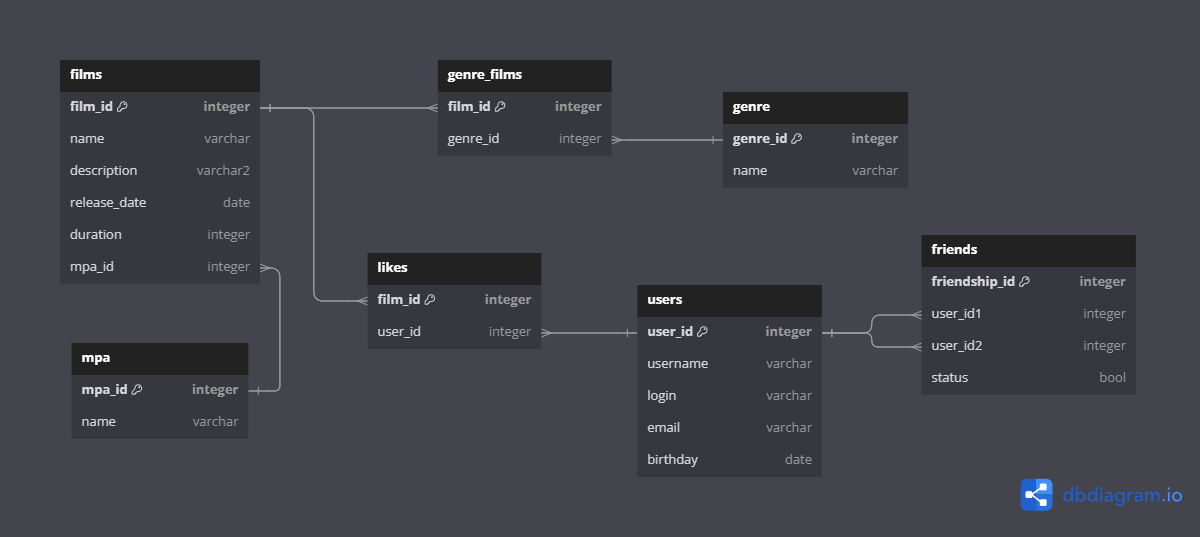 films
film_id integer
name varchar
description varchar2
release_date date
duration integer
mpa_id integer
genre_films
film_id integer
genre_id integer
genre
genre_id integer
name varchar
likes
film_id integer
user_id integer
mpa
mpa_id integer
name varchar
users
user_id integer
username varchar
login varchar
email varchar
birthday date
friends
friendship_id integer
user_id1 integer
user_id2 integer
status bool
dbdiagram.io